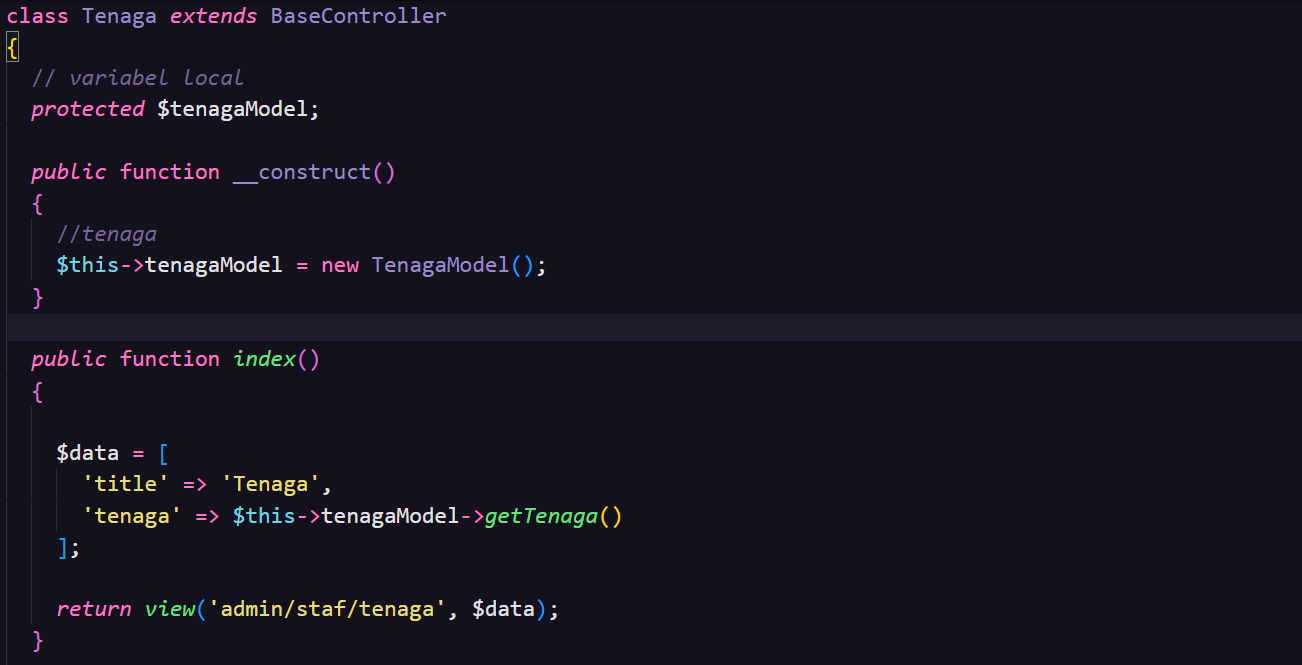 class Tenaga extends BaseController
{
// variabel local
protected $tenagaModel;
public function __construct()
{
//tenaga
$this->tenagaModel = new TenagaModel();
}
public function index()
{
$data = [
'title' => 'Tenaga',
'tenaga' => $this->tenagaModel->getTenaga()
];
return view('admin/staf/tenaga', $data);
}